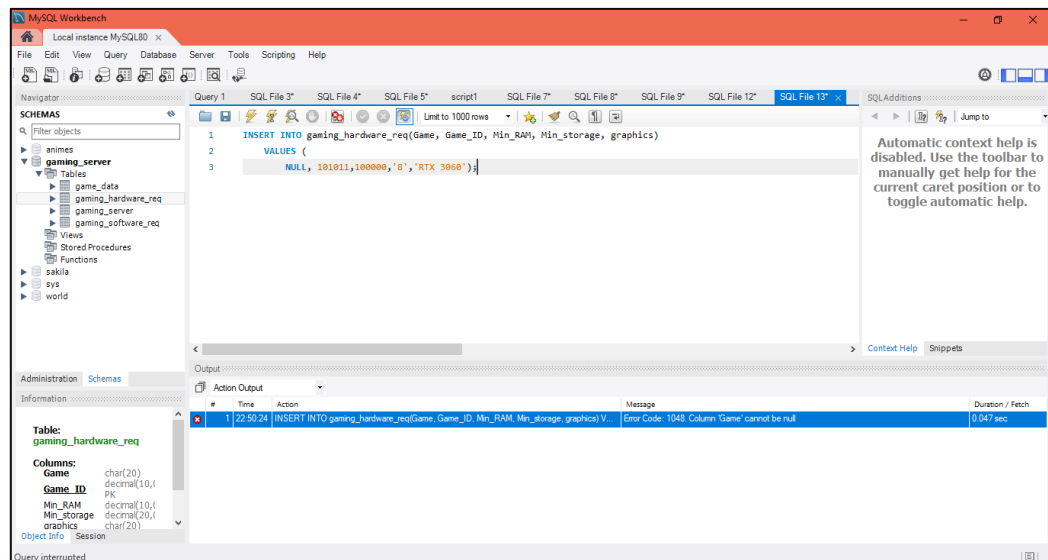 MySQL Workbench
Local instance MySQL80
File Edit View Query Database Server Tools Scripting Help
Navigator
SCHEMAS
Filter objects
animes
gaming_server
Tables
game_data
gaming_hardware_req
gaming_server
gaming_software_req
Views
Stored Procedures
Functions
sakila
sys
world
Administration Schemas
Information
Table:
gaming_hardware_req
Columns:
Game char(20)
Game_ID decimal(10,(
PK
Min_RAM decimal(10,(
Min_storage decimal(20,(
graphics char(20)
Object Info Session
Query 1 SQL File 3* SQL File 4* SQL File 5* script1 SQL File 7* SQL File 8* SQL File 9* SQL File 12* SQL File 13*
Limit to 1000 rows
1 INSERT INTO gaming_hardware_req(Game, Game_ID, Min_RAM, Min_storage, graphics)
2 VALUES (
3 NULL, 101011,100000,'8','RTX 3060');
Output
Action Output
# Time Action Message Duration / Fetch
1 22:50:24 INSERT INTO gaming_hardware_req(Game, Game_ID, Min_RAM, Min_storage, graphics) V... Error Code: 1048. Column 'Game' cannot be null 0.047 sec
SQLAdditions
Jump to
Automatic context help is
disabled. Use the toolbar to
manually get help for the
current caret position or to
toggle automatic help.
Context Help Snippets
Query interrupted